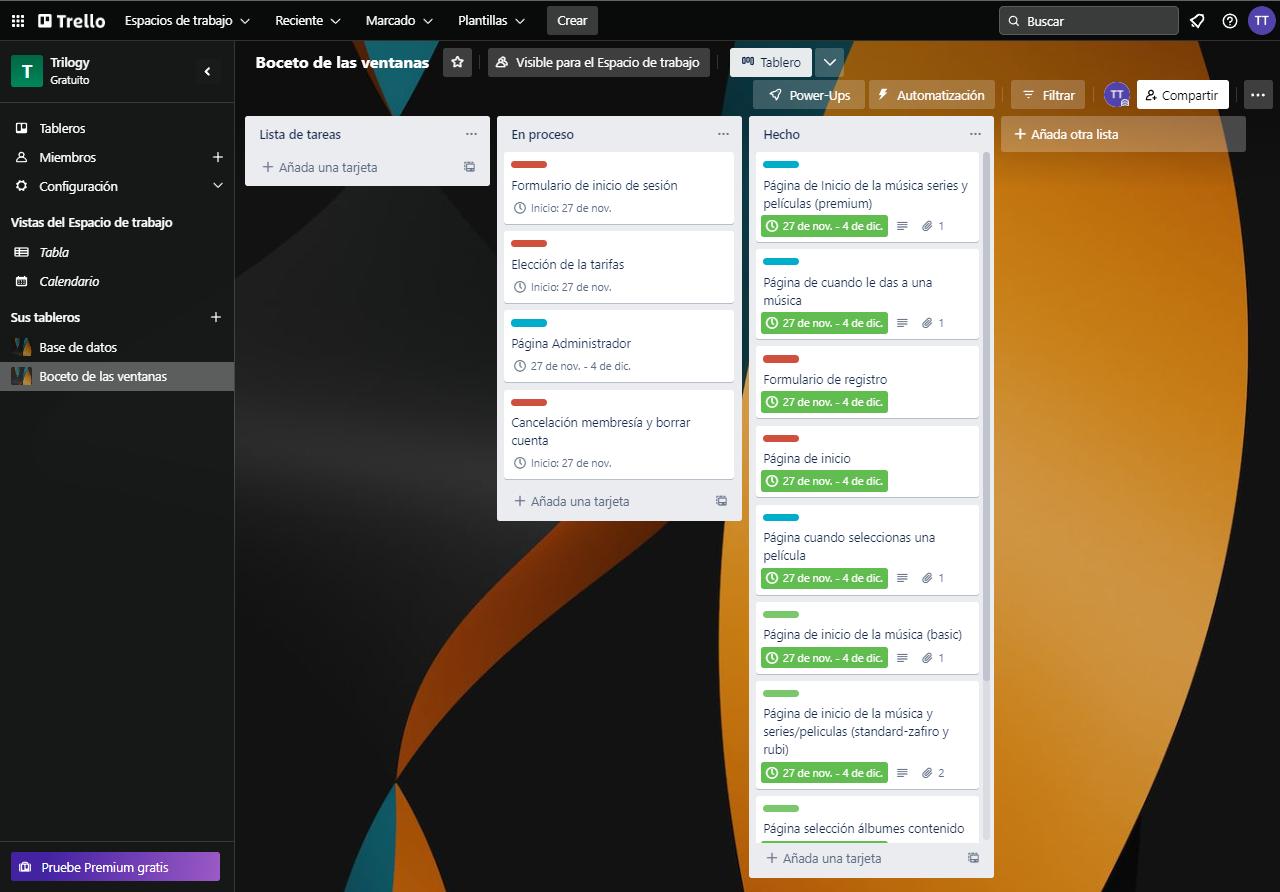 Trello
Espacios de trabajo
Reciente
Marcado
Plantillas
Crear
Buscar
TT
T
Trilogy
Gratuito
Tableros
Miembros
Configuración
Vistas del Espacio de trabajo
Tabla
Calendario
Sus tableros
Base de datos
Boceto de las ventanas
Pruebe Premium gratis
Boceto de las ventanas
Visible para el Espacio de trabajo
Tablero
Power-Ups
Automatización
Filtrar
TT
Compartir
Lista de tareas
Añada una tarjeta
En proceso
Formulario de inicio de sesión
Inicio: 27 de nov.
Elección de la tarifas
Inicio: 27 de nov.
Página Administrador
27 de nov. - 4 de dic.
Cancelación membresía y borrar
cuenta
Inicio: 27 de nov.
Añada una tarjeta
Hecho
Página de Inicio de la música series y
películas (premium)
27 de nov. - 4 de dic. 1
Página de cuando le das a una
música
27 de nov. - 4 de dic. 1
Formulario de registro
27 de nov. - 4 de dic.
Página de inicio
27 de nov. - 4 de dic.
Página cuando seleccionas una
película
27 de nov. - 4 de dic. 1
Página de inicio de la música (basic)
27 de nov. - 4 de dic. 1
Página de inicio de la música y
series/peliculas (standard-zafiro y
rubi)
27 de nov. - 4 de dic. 2
Página selección álbumes contenido
Añada una tarjeta
Añada otra lista